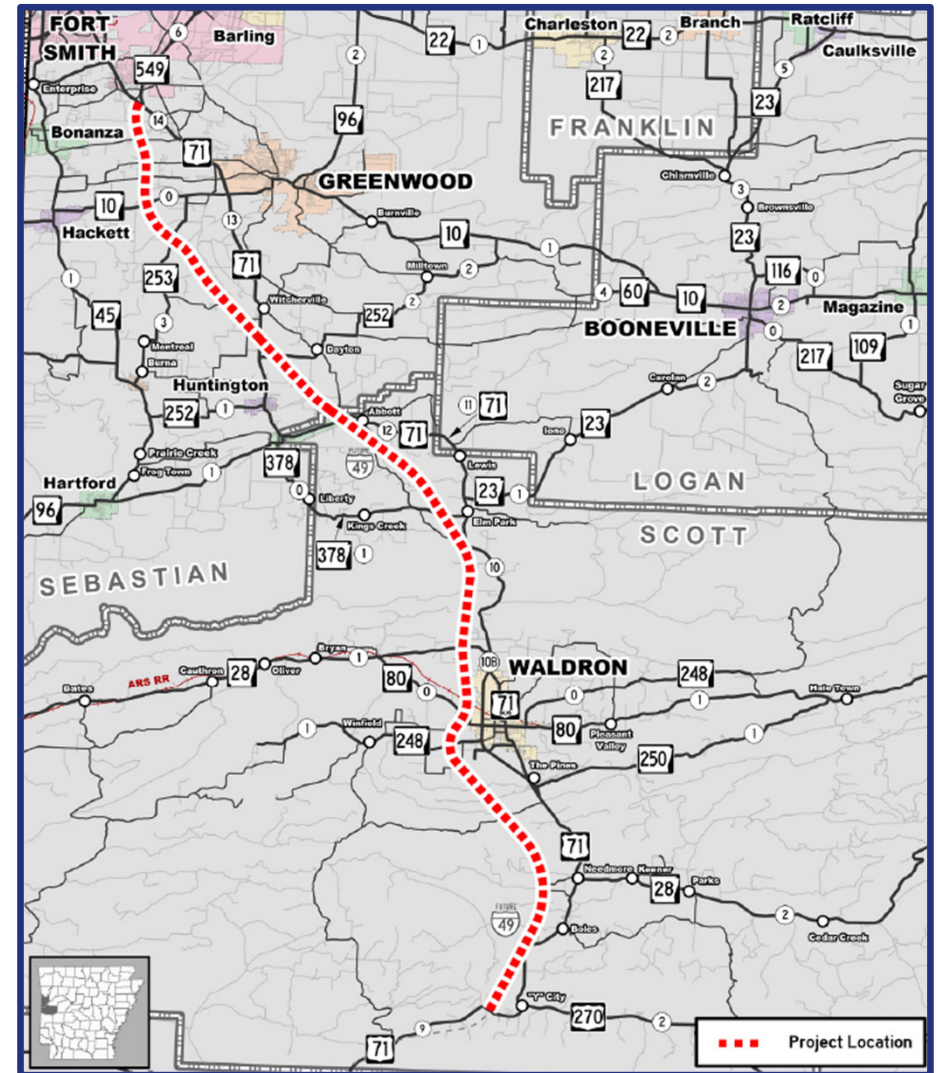 FORT
SMITH
6
Barling
549
Enterprise
14
Bonanza
71
2
96
22
1
Charleston
22
2
Branch
Ratcliff
Caulksville
2
217
5
23
FRANKLIN
Chismville
3
Brownsville
23
GREENWOOD
10
0
Hackett
13
Burnville
10
1
Milltown
2
71
253
1
45
Witcherville
252
2
3
Montreal
Burma
Dayton
4
60
10
116
0
2
Magazine
BOONEVILLE
0
217
109
1
Sugar
Grove
Carolan
2
Huntington
252
1
Abbott
12
71
11
71
Iono
23
FUTURE
49
Prairie Creek
Frog Town
1
Hartford
96
378
0
Liberty
Kings Creek
378
1
Lewis
23
1
Elm Park
LOGAN
SCOTT
10
SEBASTIAN
Bryan
1
Oliver
28
Cauthron
ARS RR
Bates
80
0
10B
WALDRON
71
248
0
1
Hale Town
80
Pleasant
Valley
1
Winfield
248
250
1
The Pines
71
Needmore
Keener
28
Parks
2
Cedar Creek
FUTURE
49
Boles
"Y" City
270
2
9
71
Project Location